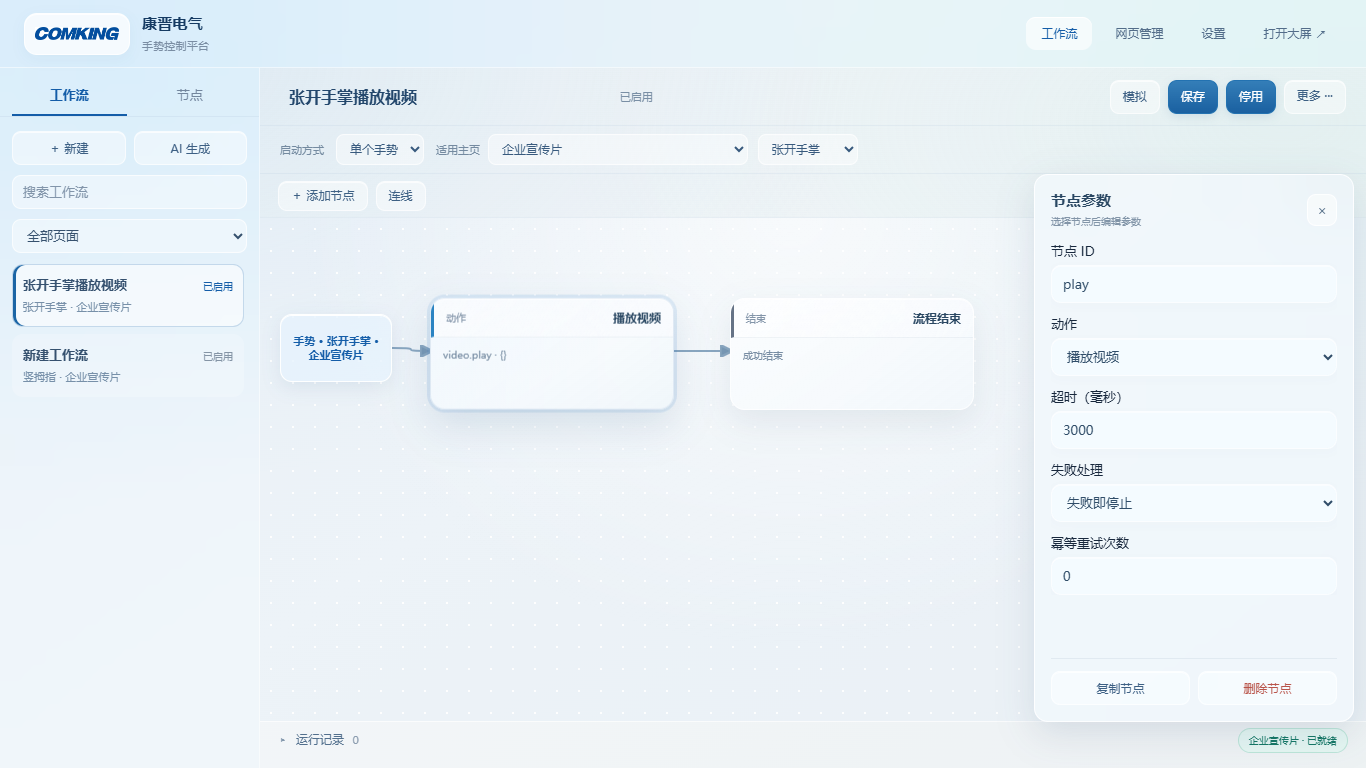 COMKING
康晋电气
手势控制平台
工作流
网页管理
设置
打开大屏 ↗
工作流
节点
+ 新建
AI 生成
搜索工作流
全部页面
张开手掌播放视频
已启用
张开手掌 · 企业宣传片
新建工作流
已启用
竖拇指 · 企业宣传片
张开手掌播放视频
已启用
模拟
保存
停用
更多 ···
启动方式
单个手势
适用主页
企业宣传片
张开手掌
+ 添加节点
连线
手势 • 张开手掌 •
企业宣传片
动作
播放视频
video.play · {}
结束
流程结束
成功结束
节点参数
选择节点后编辑参数
×
节点 ID
play
动作
播放视频
超时（毫秒）
3000
失败处理
失败即停止
幂等重试次数
0
复制节点
删除节点
运行记录 0
企业宣传片 · 已就绪